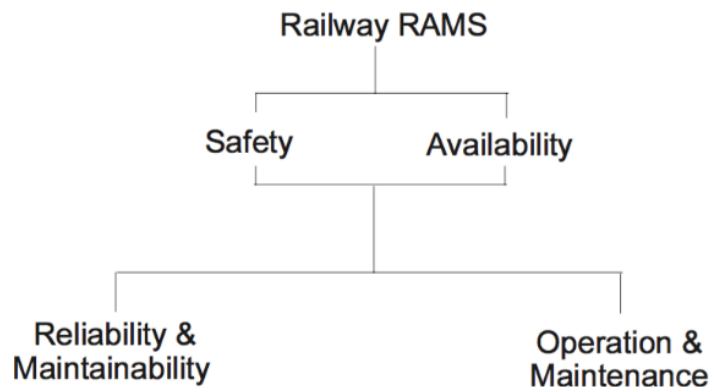 Railway RAMS
Safety
Availability
Reliability &
Maintainability
Operation &
Maintenance